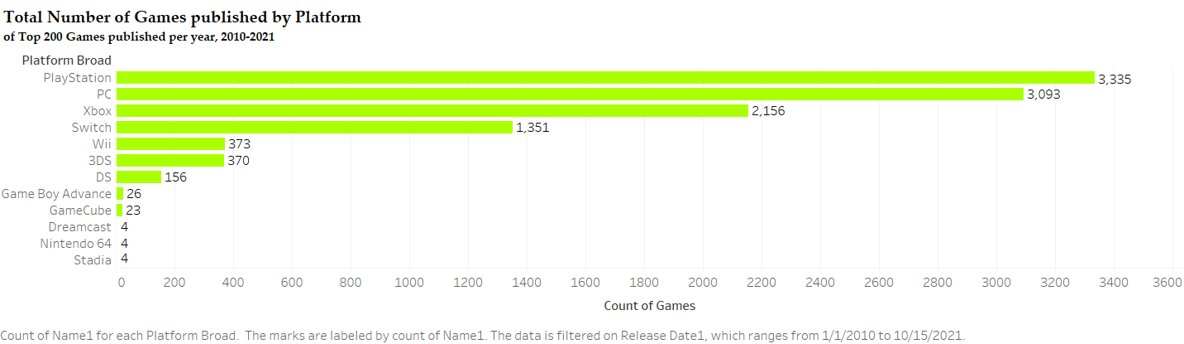 Total Number of Games published by Platform
of Top 200 Games published per year, 2010-2021
Platform Broad
PlayStation 3,335
PC 3,093
Xbox 2,156
Switch 1,351
Wii 373
3DS 370
DS 156
Game Boy Advance 26
GameCube 23
Dreamcast 4
Nintendo 64 4
Stadia 4
0 200 400 600 800 1000 1200 1400 1600 1800 2000 2200 2400 2600 2800 3000 3200 3400 3600
Count of Games
Count of Name1 for each Platform Broad. The marks are labeled by count of Name1. The data is filtered on Release Date1, which ranges from 1/1/2010 to 10/15/2021.